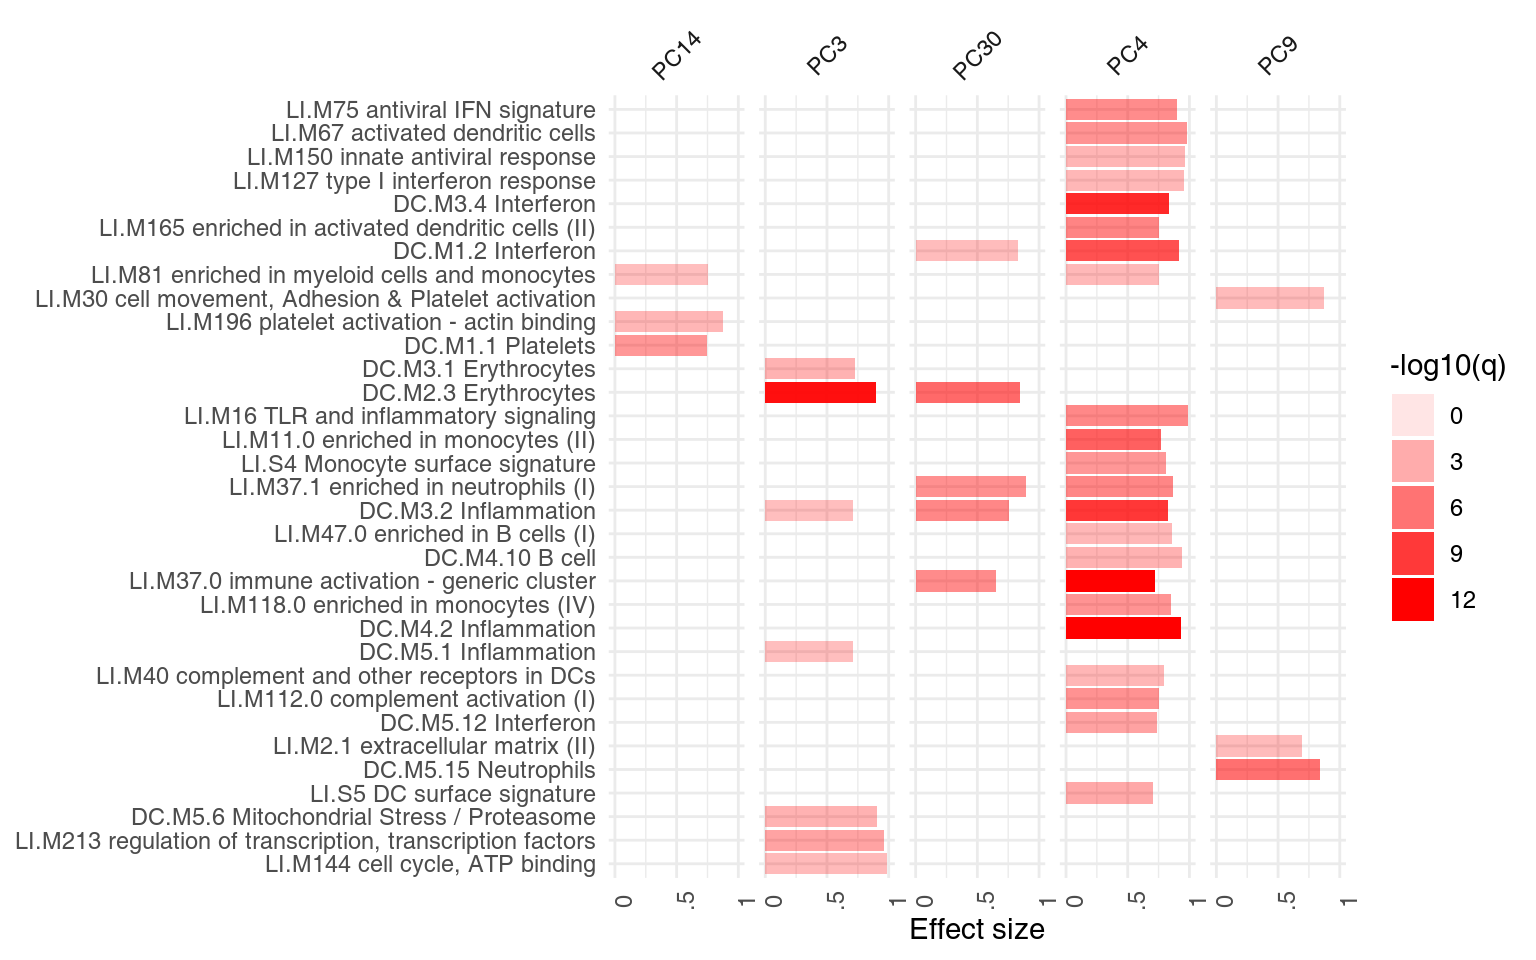 PC14
PC3
PC30
PC4
PC9
LI.M75 antiviral IFN signature
LI.M67 activated dendritic cells
LI.M150 innate antiviral response
LI.M127 type I interferon response
DC.M3.4 Interferon
LI.M165 enriched in activated dendritic cells (II)
DC.M1.2 Interferon
LI.M81 enriched in myeloid cells and monocytes
LI.M30 cell movement, Adhesion & Platelet activation
LI.M196 platelet activation - actin binding
DC.M1.1 Platelets
DC.M3.1 Erythrocytes
DC.M2.3 Erythrocytes
LI.M16 TLR and inflammatory signaling
LI.M11.0 enriched in monocytes (II)
LI.S4 Monocyte surface signature
LI.M37.1 enriched in neutrophils (I)
DC.M3.2 Inflammation
LI.M47.0 enriched in B cells (I)
DC.M4.10 B cell
LI.M37.0 immune activation - generic cluster
LI.M118.0 enriched in monocytes (IV)
DC.M4.2 Inflammation
DC.M5.1 Inflammation
LI.M40 complement and other receptors in DCs
LI.M112.0 complement activation (I)
DC.M5.12 Interferon
LI.M2.1 extracellular matrix (II)
DC.M5.15 Neutrophils
LI.S5 DC surface signature
DC.M5.6 Mitochondrial Stress / Proteasome
LI.M213 regulation of transcription, transcription factors
LI.M144 cell cycle, ATP binding
0 .5 1 0 .5 1 0 .5 1 0 .5 1 0 .5 1
Effect size
-log10(q)
0
3
6
9
12